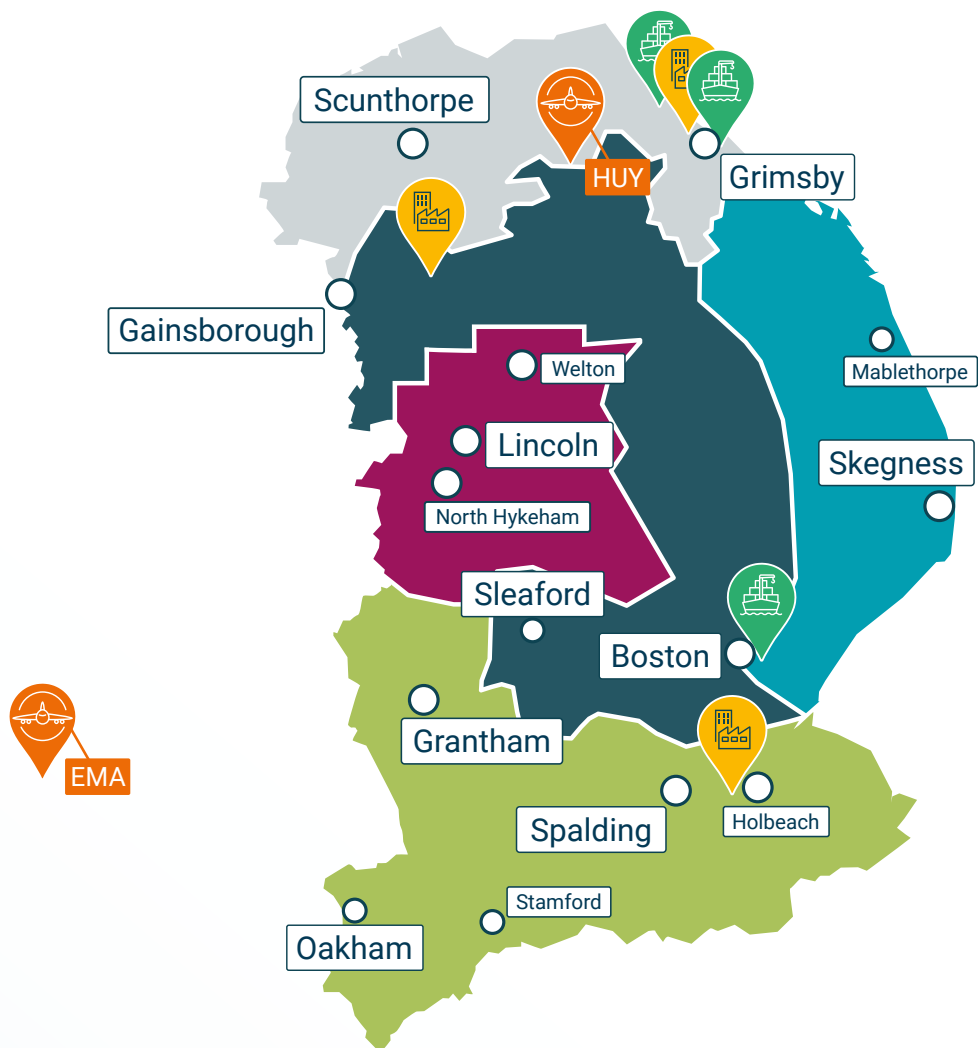 Scunthorpe
HUY
Grimsby
Gainsborough
Welton
Mablethorpe
Lincoln
Skegness
North Hykeham
Sleaford
Boston
Grantham
EMA
Spalding
Holbeach
Stamford
Oakham